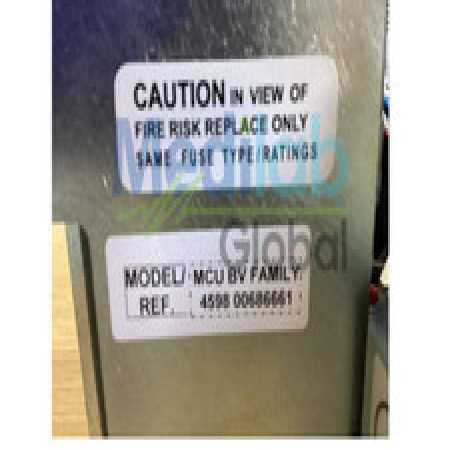 CAUTION IN VIEW OF
FIRE RISK REPLACE ONLY
SAME FUSE TYPE/RATINGS
Medilab
Global
MODEL/ MCU BV FAMILY
REF. 4598 00686661